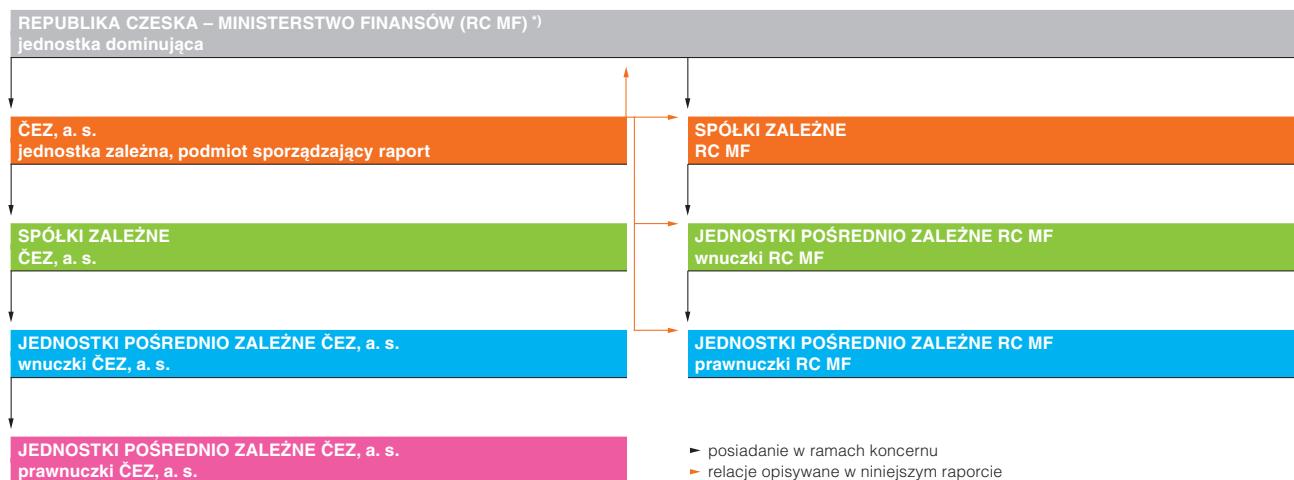 REPUBLIKA CZESKA – MINISTERSTWO FINANSÓW (RC MF) *)
jednostka dominująca
ČEZ, a. s.
jednostka zależna, podmiot sporządzający raport
SPÓŁKI ZALEŻNE
RC MF
SPÓŁKI ZALEŻNE
ČEZ, a. s.
JEDNOSTKI POŚREDNIO ZALEŻNE RC MF
wnuczki RC MF
JEDNOSTKI POŚREDNIO ZALEŻNE ČEZ, a. s.
wnuczki ČEZ, a. s.
JEDNOSTKI POŚREDNIO ZALEŻNE RC MF
prawnuczki RC MF
JEDNOSTKI POŚREDNIO ZALEŻNE ČEZ, a. s.
prawnuczki ČEZ, a. s.
posiadanie w ramach koncernu
relacje opisywane w niniejszym raporcie